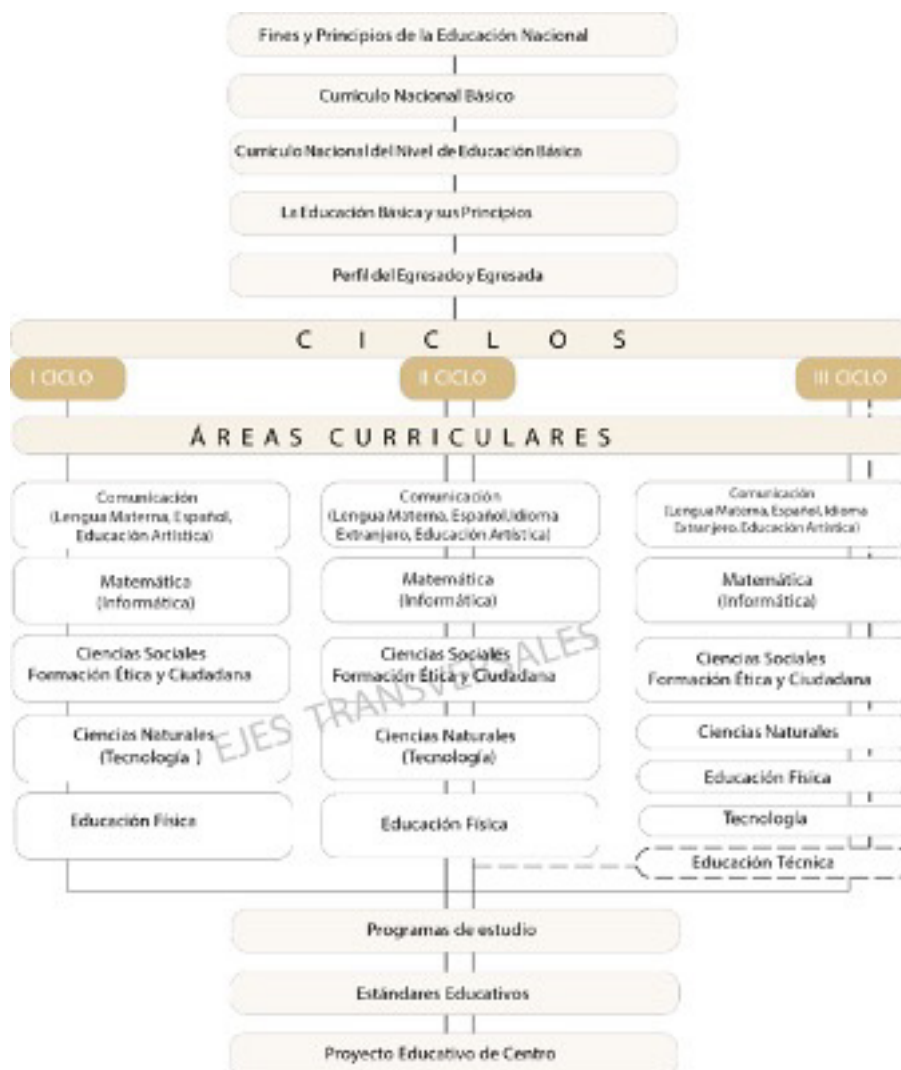 Fines y Principios de la Educación Nacional
Currículo Nacional Básico
Currículo Nacional del Nivel de Educación Básica
La Educación Básica y sus Principios
Perfil del Egresado y Egresada
CICLOS
I CICLO
II CICLO
III CICLO
ÁREAS CURRICULARES
Comunicación
(Lengua Materna, Español,
Educación Artística)
Matemática
(Informática)
Ciencias Sociales
Formación Ética y Ciudadana
Ciencias Naturales
(Tecnología )
Educación Física
Comunicación
(Lengua Materna, Español,Idioma
Extranjero, Educación Artística)
Matemática
(Informática)
Ciencias Sociales
Formación Ética y Ciudadana
Ciencias Naturales
(Tecnología)
Educación Física
Comunicación
(Lengua Materna, Español, Idioma
Extranjero, Educación Artística)
Matemática
(Informática)
Ciencias Sociales
Formación Ética y Ciudadana
Ciencias Naturales
Educación Física
Tecnología
Educación Técnica
EJES TRANSVERSALES
Programas de estudio
Estándares Educativos
Proyecto Educativo de Centro